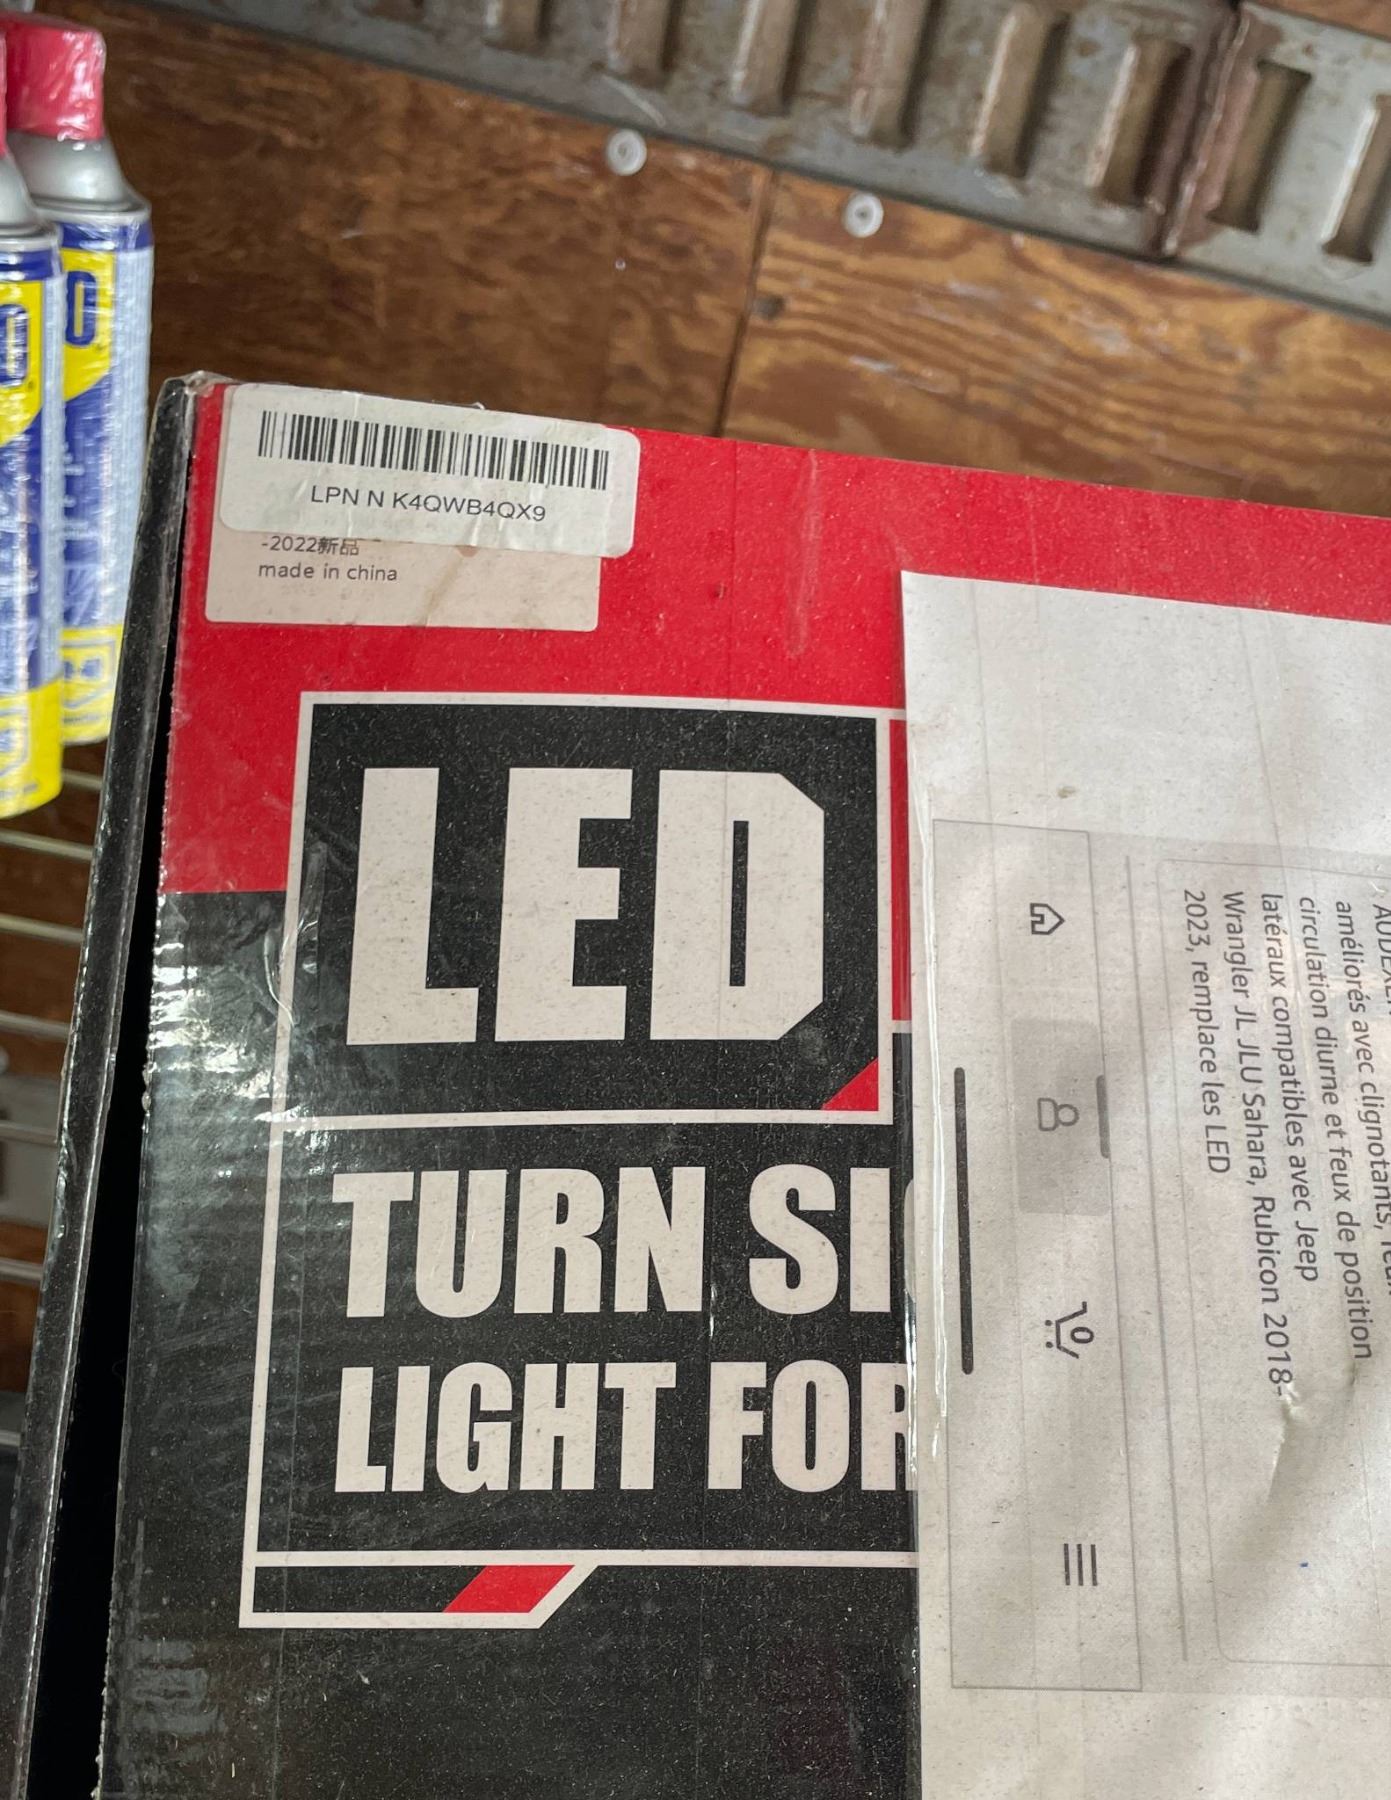 LPN N K4QWB4QX9
-2022新品
made in china
LED
TURN SI
LIGHT FOR
améliorés avec clignotants,
circulation diurne et feux de position
latéraux compatibles avec Jeep
Wrangler JL JLU Sahara, Rubicon 2018-
2023, remplace les LED
0